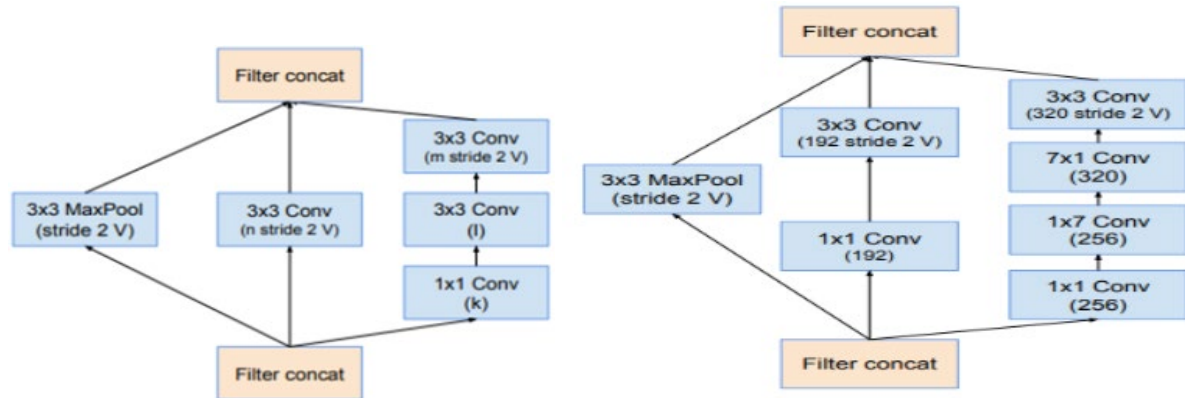 Filter concat
3x3 Conv
(m stride 2 V)
3x3 MaxPool
(stride 2 V)
3x3 Conv
(n stride 2 V)
3x3 Conv
(l)
1x1 Conv
(k)
Filter concat
Filter concat
3x3 Conv
(320 stride 2 V)
3x3 Conv
(192 stride 2 V)
7x1 Conv
(320)
3x3 MaxPool
(stride 2 V)
1x7 Conv
(256)
1x1 Conv
(192)
1x1 Conv
(256)
Filter concat